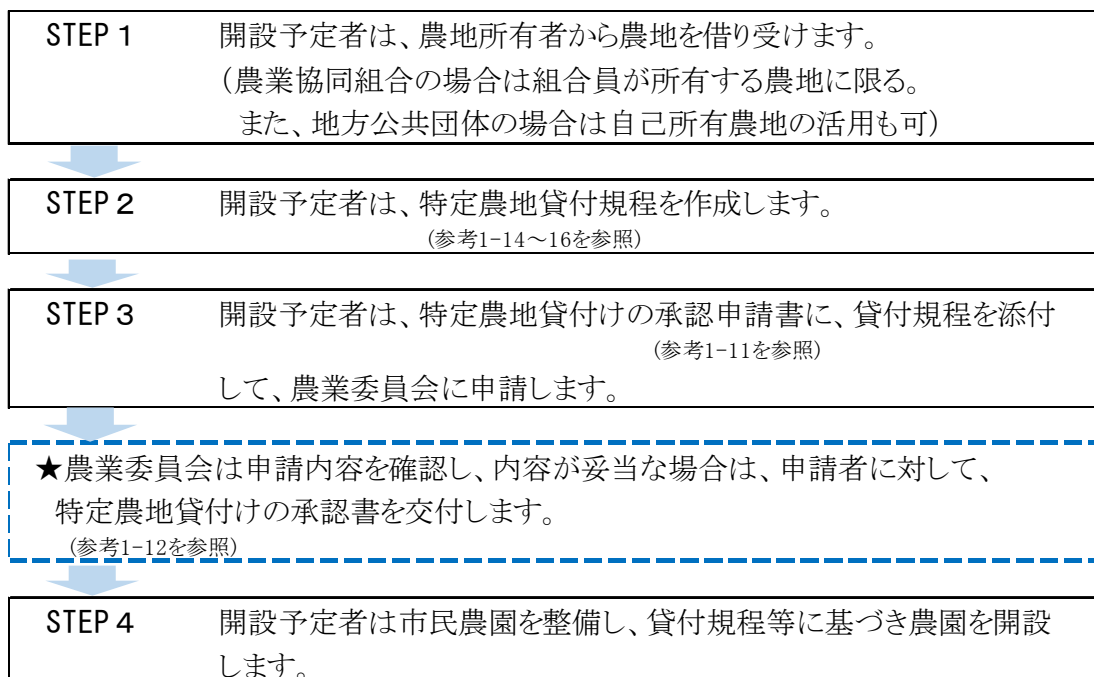 STEP 1 開設予定者は、農地所有者から農地を借り受けます。
（農業協同組合の場合は組合員が所有する農地に限る。
また、地方公共団体の場合は自己所有農地の活用も可）
STEP 2 開設予定者は、特定農地貸付規程を作成します。
(参考1-14～16を参照)
STEP 3 開設予定者は、特定農地貸付けの承認申請書に、貸付規程を添付
(参考1-11を参照)
して、農業委員会に申請します。
★農業委員会は申請内容を確認し、内容が妥当な場合は、申請者に対して、
特定農地貸付けの承認書を交付します。
(参考1-12を参照)
STEP 4 開設予定者は市民農園を整備し、貸付規程等に基づき農園を開設
します。